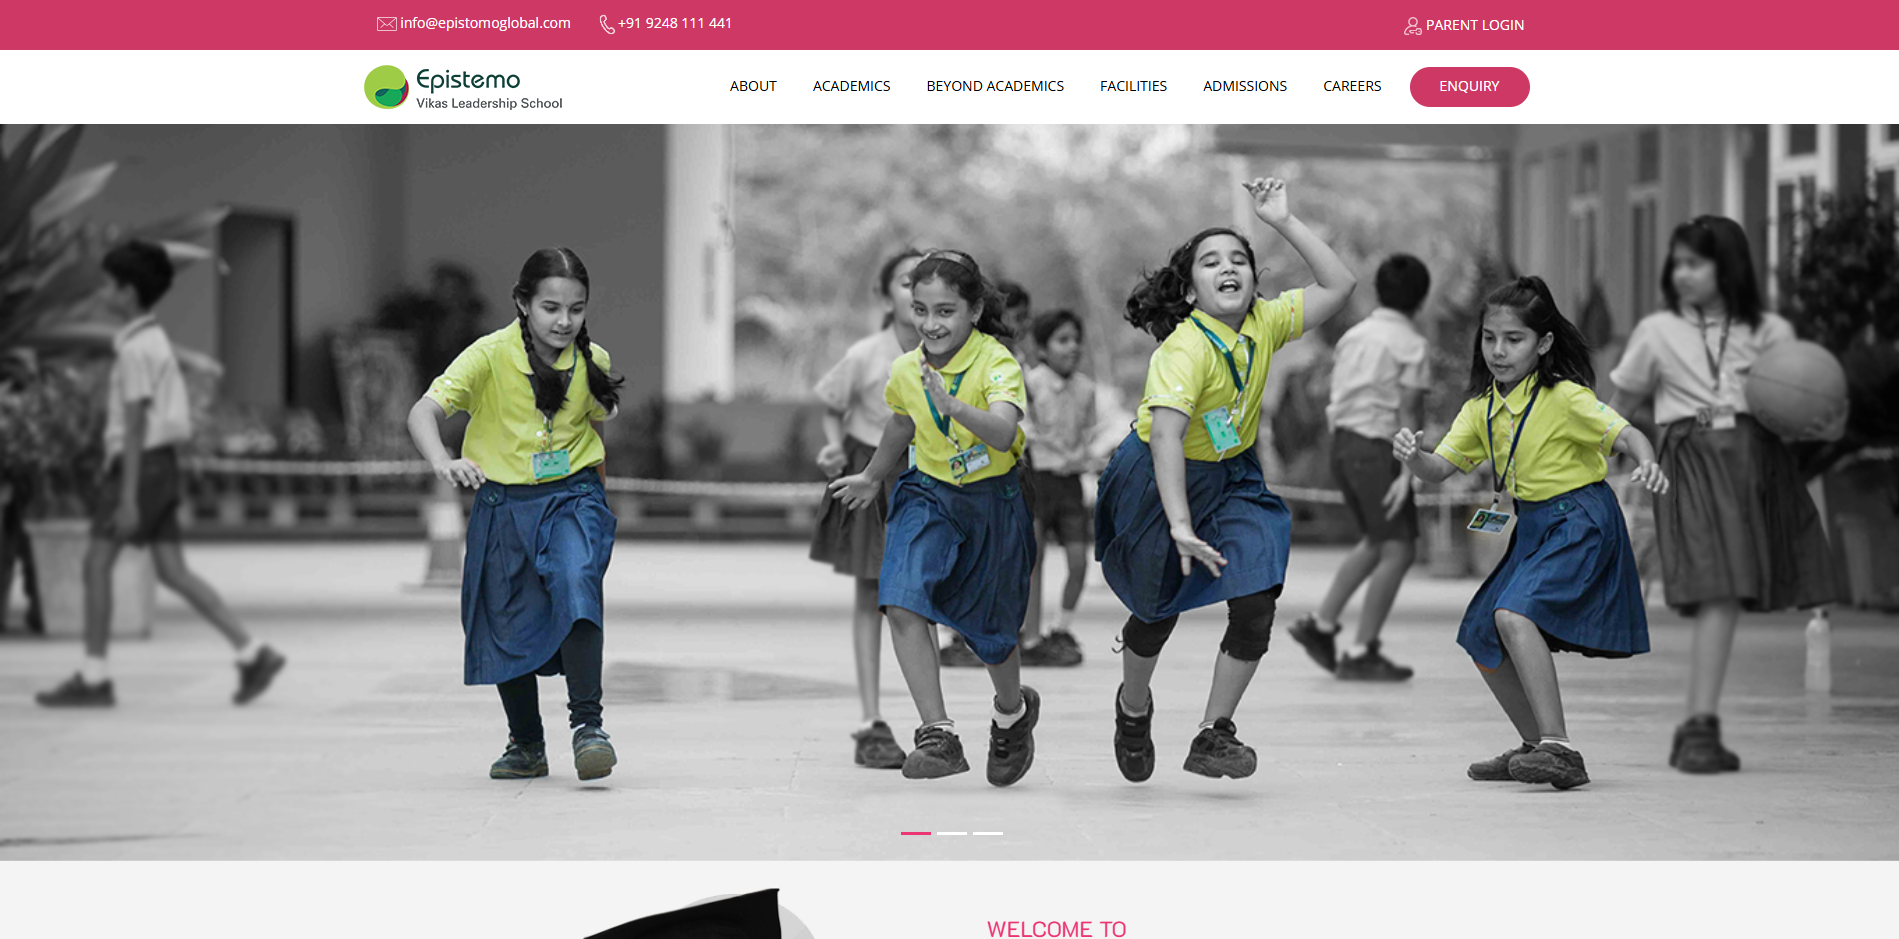 info@epistomoglobal.com
+91 9248 111 441
PARENT LOGIN
Epistemo
Vikas Leadership School
ABOUT
ACADEMICS
BEYOND ACADEMICS
FACILITIES
ADMISSIONS
CAREERS
ENQUIRY
WELCOME TO